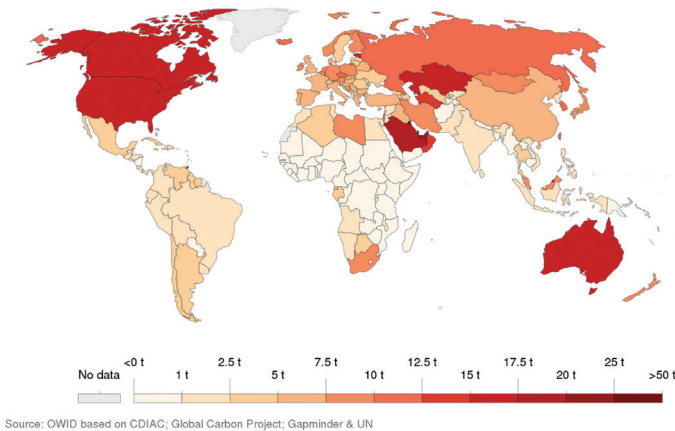 <0 t 2.5 t 7.5 t 12.5 t 17.5 t 25 t
No data 1 t 5 t 10 t 15 t 20 t >50 t
Source: OWID based on CDIAC; Global Carbon Project; Gapminder & UN